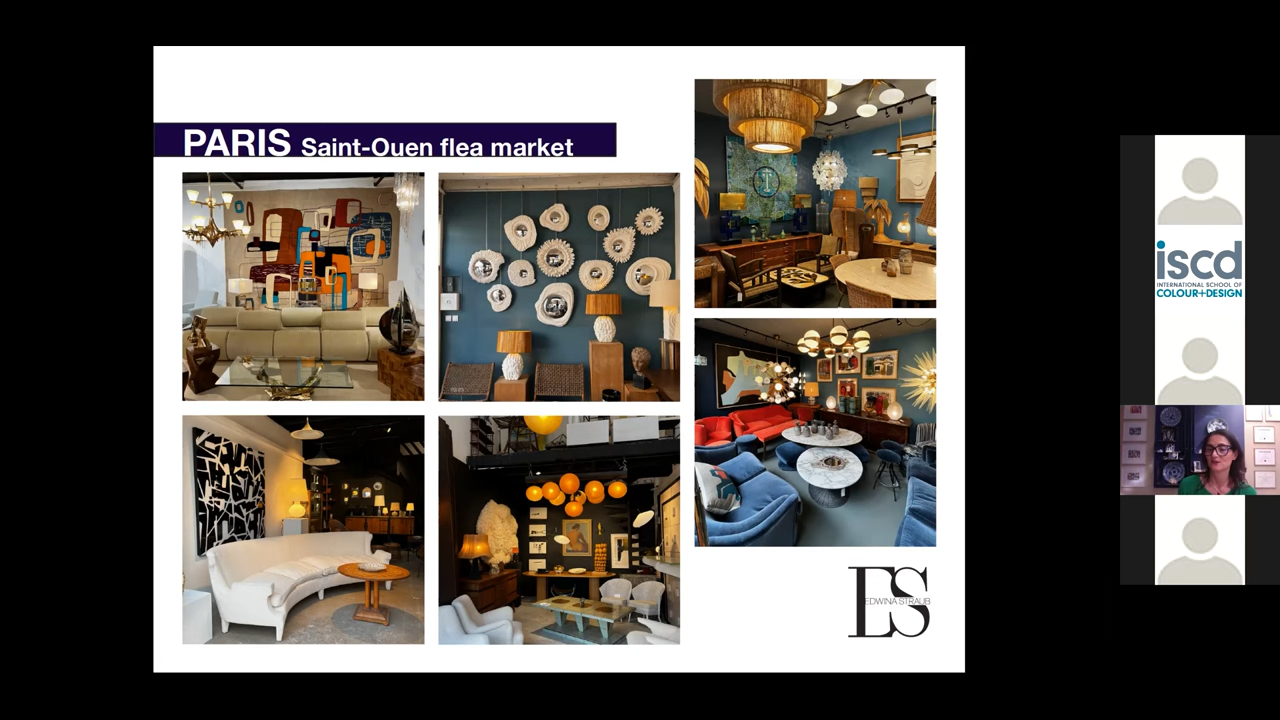 PARIS Saint-Ouen flea market
ES
EDWINA STRAUB
iscd
INTERNATIONAL SCHOOL OF
COLOUR+DESIGN